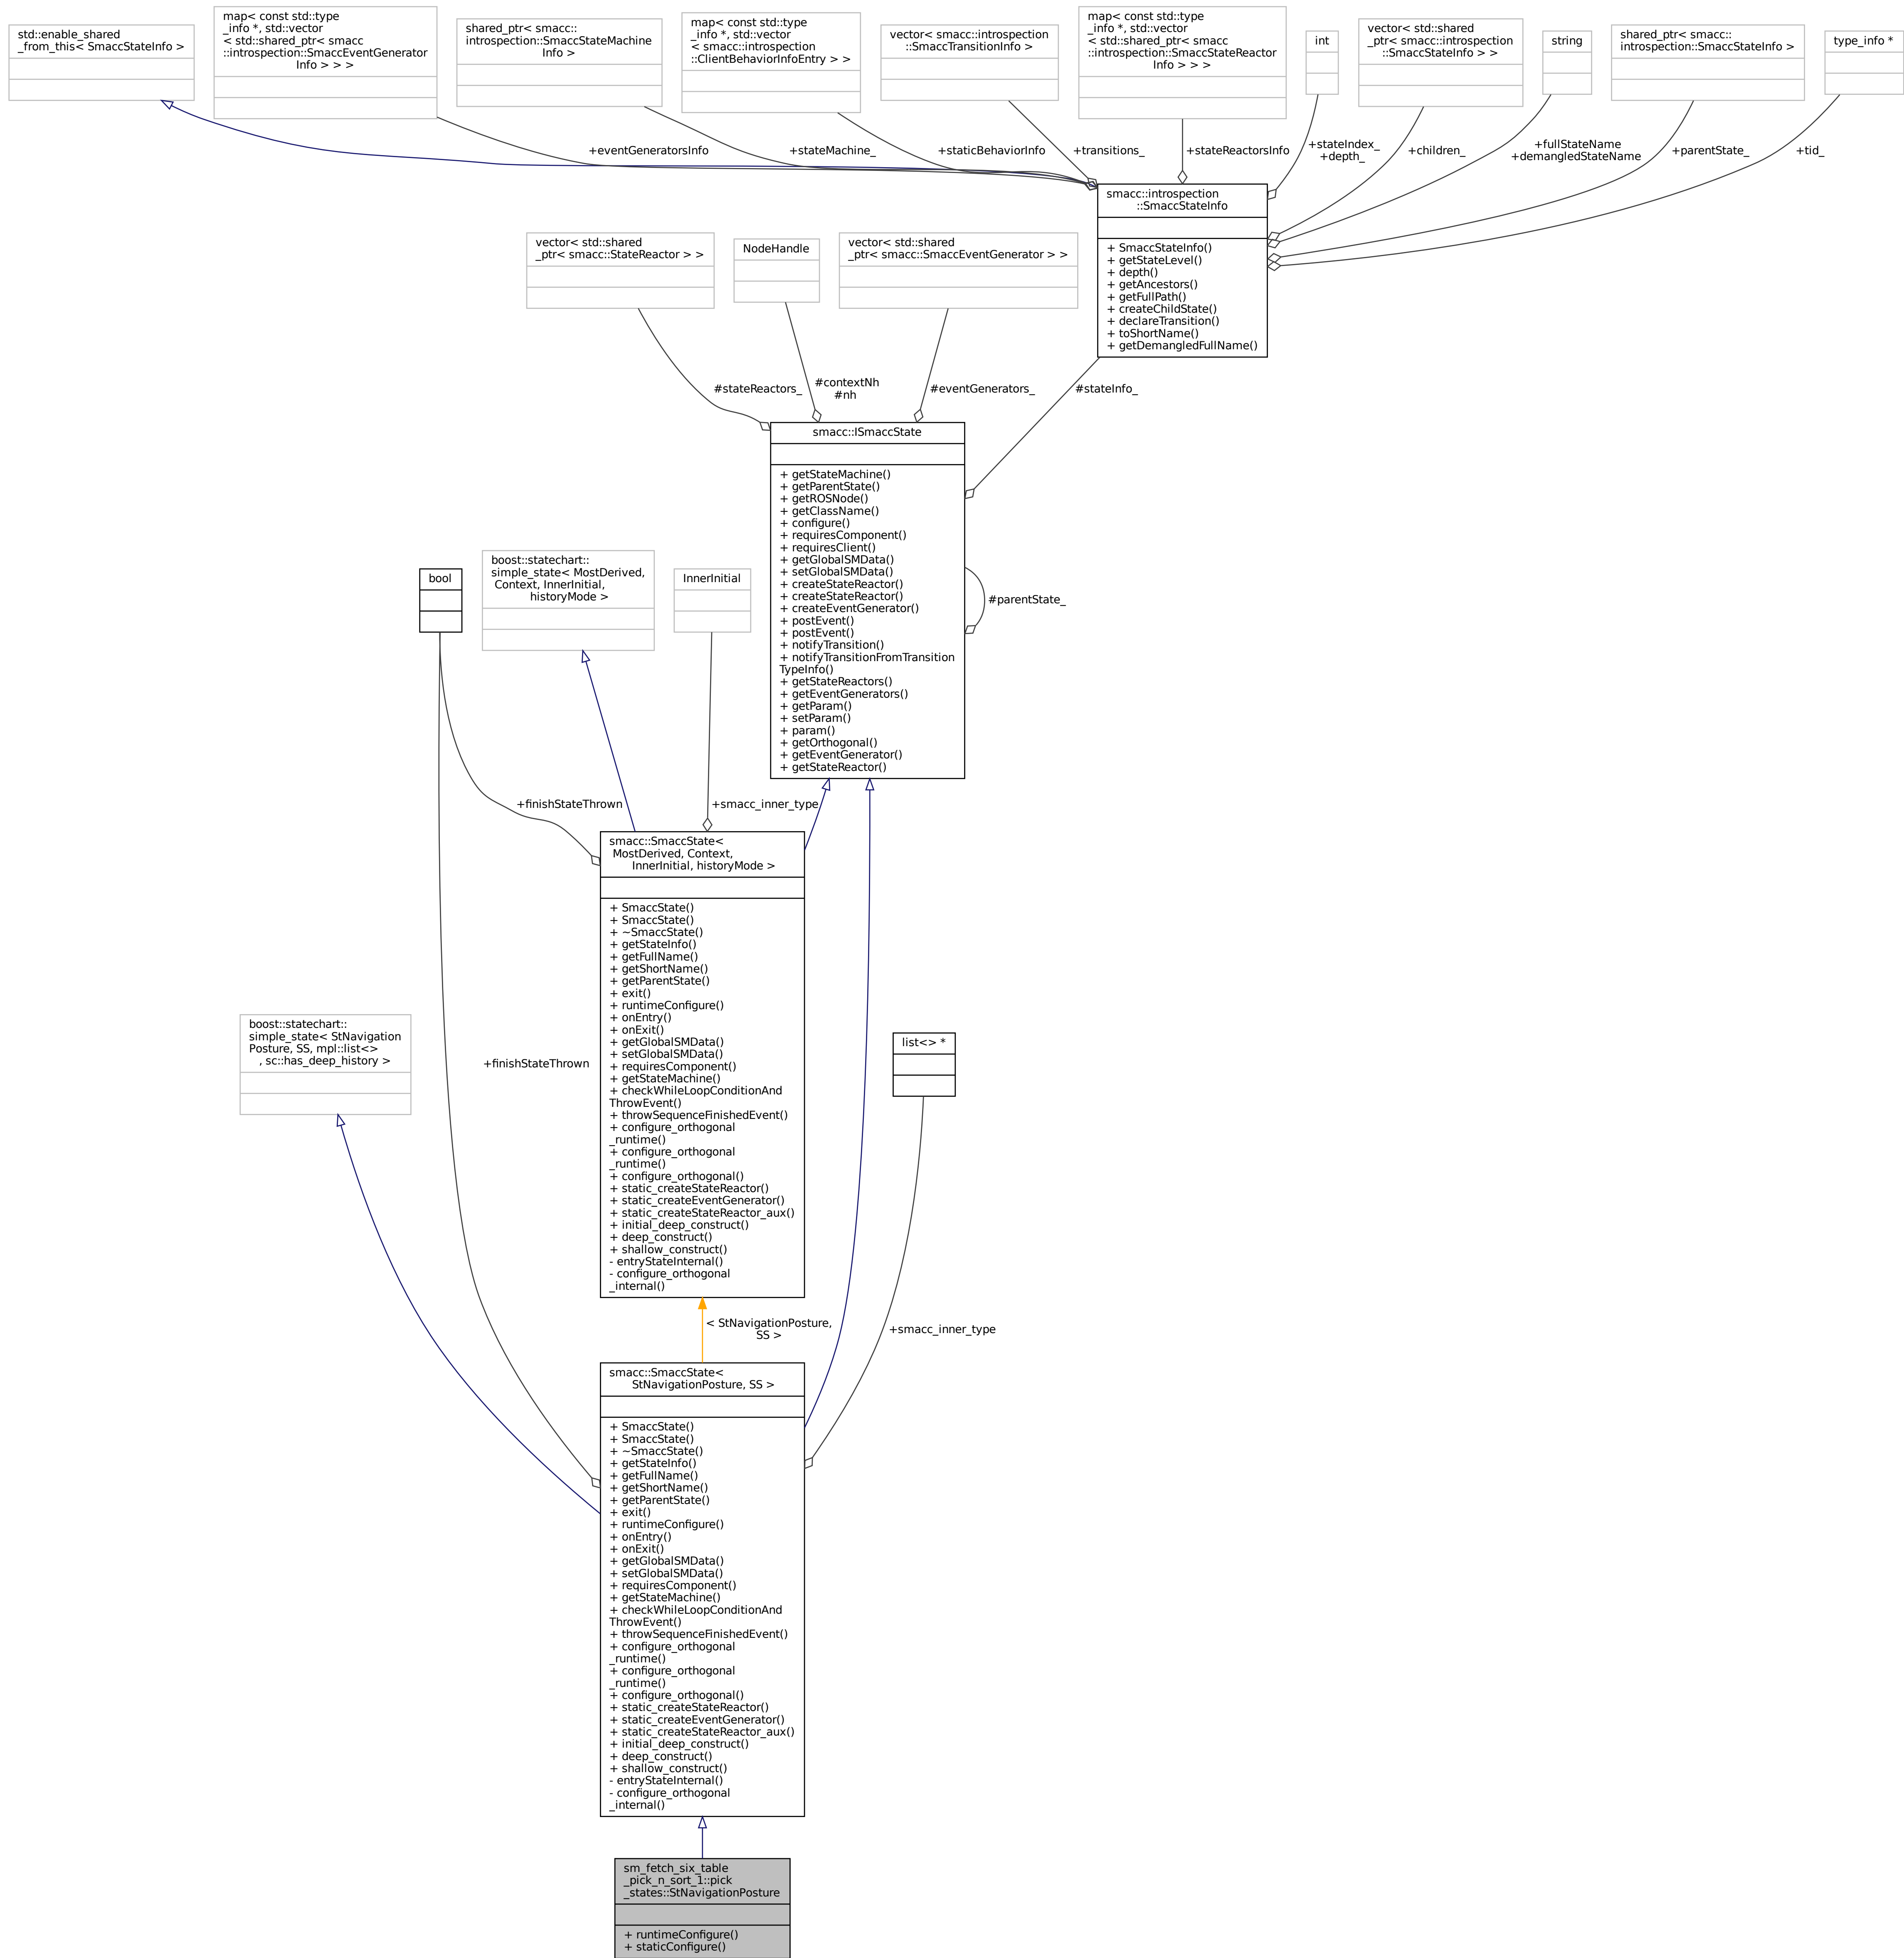 std::enable_shared
_from_this< SmaccStateInfo >
map< const std::type
_info *, std::vector
< std::shared_ptr< smacc
::introspection::SmaccEventGenerator
Info > > >
shared_ptr< smacc::
introspection::SmaccStateMachine
Info >
map< const std::type
_info *, std::vector
< smacc::introspection
::ClientBehaviorInfoEntry > >
vector< smacc::introspection
::SmaccTransitionInfo >
map< const std::type
_info *, std::vector
< std::shared_ptr< smacc
::introspection::SmaccStateReactor
Info > > >
int
vector< std::shared
_ptr< smacc::introspection
::SmaccStateInfo > >
string
shared_ptr< smacc::
introspection::SmaccStateInfo >
type_info *
+eventGeneratorsInfo
+stateMachine_
+staticBehaviorInfo
+transitions_
+stateReactorsInfo
+stateIndex_
+depth_
+children_
+fullStateName
+demangledStateName
+parentState_
+tid_
smacc::introspection
::SmaccStateInfo
+ SmaccStateInfo()
+ getStateLevel()
+ depth()
+ getAncestors()
+ getFullPath()
+ createChildState()
+ declareTransition()
+ toShortName()
+ getDemangledFullName()
vector< std::shared
_ptr< smacc::StateReactor > >
NodeHandle
vector< std::shared
_ptr< smacc::SmaccEventGenerator > >
#stateReactors_
#contextNh
#nh
#eventGenerators_
#stateInfo_
smacc::ISmaccState
+ getStateMachine()
+ getParentState()
+ getROSNode()
+ getClassName()
+ configure()
+ requiresComponent()
+ requiresClient()
+ getGlobalSMData()
+ setGlobalSMData()
+ createStateReactor()
+ createStateReactor()
+ createEventGenerator()
+ postEvent()
+ postEvent()
+ notifyTransition()
+ notifyTransitionFromTransition
TypeInfo()
+ getStateReactors()
+ getEventGenerators()
+ getParam()
+ setParam()
+ param()
+ getOrthogonal()
+ getEventGenerator()
+ getStateReactor()
#parentState_
bool
boost::statechart::
simple_state< MostDerived,
Context, InnerInitial,
historyMode >
InnerInitial
+finishStateThrown
+smacc_inner_type
smacc::SmaccState<
MostDerived, Context,
InnerInitial, historyMode >
+ SmaccState()
+ SmaccState()
+ ~SmaccState()
+ getStateInfo()
+ getFullName()
+ getShortName()
+ getParentState()
+ exit()
+ runtimeConfigure()
+ onEntry()
+ onExit()
+ getGlobalSMData()
+ setGlobalSMData()
+ requiresComponent()
+ getStateMachine()
+ checkWhileLoopConditionAnd
ThrowEvent()
+ throwSequenceFinishedEvent()
+ configure_orthogonal
_runtime()
+ configure_orthogonal
_runtime()
+ configure_orthogonal()
+ static_createStateReactor()
+ static_createEventGenerator()
+ static_createStateReactor_aux()
+ initial_deep_construct()
+ deep_construct()
+ shallow_construct()
- entryStateInternal()
- configure_orthogonal
_internal()
boost::statechart::
simple_state< StNavigation
Posture, SS, mpl::list<>
, sc::has_deep_history >
+finishStateThrown
list<> *
< StNavigationPosture,
SS >
+smacc_inner_type
smacc::SmaccState<
StNavigationPosture, SS >
+ SmaccState()
+ SmaccState()
+ ~SmaccState()
+ getStateInfo()
+ getFullName()
+ getShortName()
+ getParentState()
+ exit()
+ runtimeConfigure()
+ onEntry()
+ onExit()
+ getGlobalSMData()
+ setGlobalSMData()
+ requiresComponent()
+ getStateMachine()
+ checkWhileLoopConditionAnd
ThrowEvent()
+ throwSequenceFinishedEvent()
+ configure_orthogonal
_runtime()
+ configure_orthogonal
_runtime()
+ configure_orthogonal()
+ static_createStateReactor()
+ static_createEventGenerator()
+ static_createStateReactor_aux()
+ initial_deep_construct()
+ deep_construct()
+ shallow_construct()
- entryStateInternal()
- configure_orthogonal
_internal()
sm_fetch_six_table
_pick_n_sort_1::pick
_states::StNavigationPosture
+ runtimeConfigure()
+ staticConfigure()